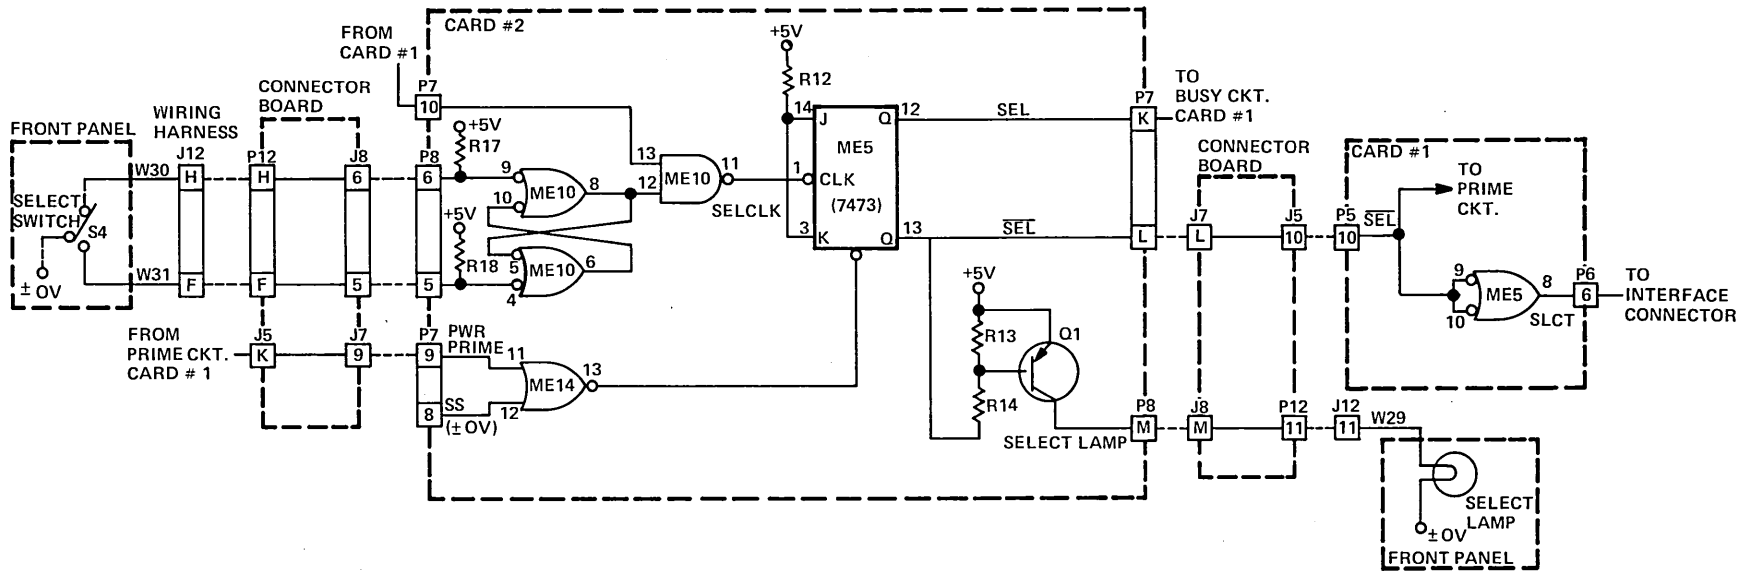 CARD #2
FROM
CARD #1
P7
10
CONNECTOR
BOARD
WIRING
HARNESS
FRONT PANEL
J12
P12
J8
P8
W30
H
H
6
6
+5V
R17
SELECT
SWITCH
S4
± 0V
W31
F
F
5
5
+5V
R18
9
10
ME10
8
5
4
ME10
6
13
12
ME10
11
SELCLK
+5V
R12
14
J
Q
12
ME5
1
CLK
(7473)
3
K
Q
13
SEL
SEL
P7
K
L
TO
BUSY CKT.
CARD #1
CONNECTOR
BOARD
J7
L
J5
10
P5
10
CARD #1
SEL
TO
PRIME
CKT.
9
10
ME5
8
SLCT
P6
6
TO
INTERFACE
CONNECTOR
FROM
PRIME CKT.
CARD # 1
J5
K
J7
9
P7
9
8
PWR
PRIME
11
SS
(± 0V)
12
ME14
13
+5V
R13
R14
Q1
SELECT LAMP
P8
M
J8
M
P12
11
J12
11
W29
SELECT
LAMP
± 0V
FRONT PANEL